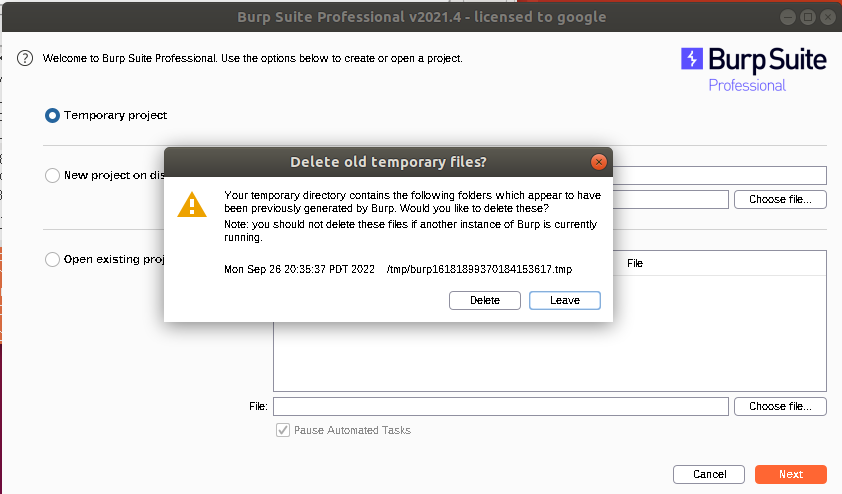 Burp Suite Professional v2021.4 - licensed to google
Welcome to Burp Suite Professional. Use the options below to create or open a project.
Burp Suite
Professional
Temporary project
Delete old temporary files?
New project on dis
Your temporary directory contains the following folders which appear to have
been previously generated by Burp. Would you like to delete these?
Note: you should not delete these files if another instance of Burp is currently
running.
Choose file...
Open existing proj
File
Mon Sep 26 20:35:37 PDT 2022 /tmp/burp16181899370184153617.tmp
Delete
Leave
File:
Choose file...
Pause Automated Tasks
Cancel
Next